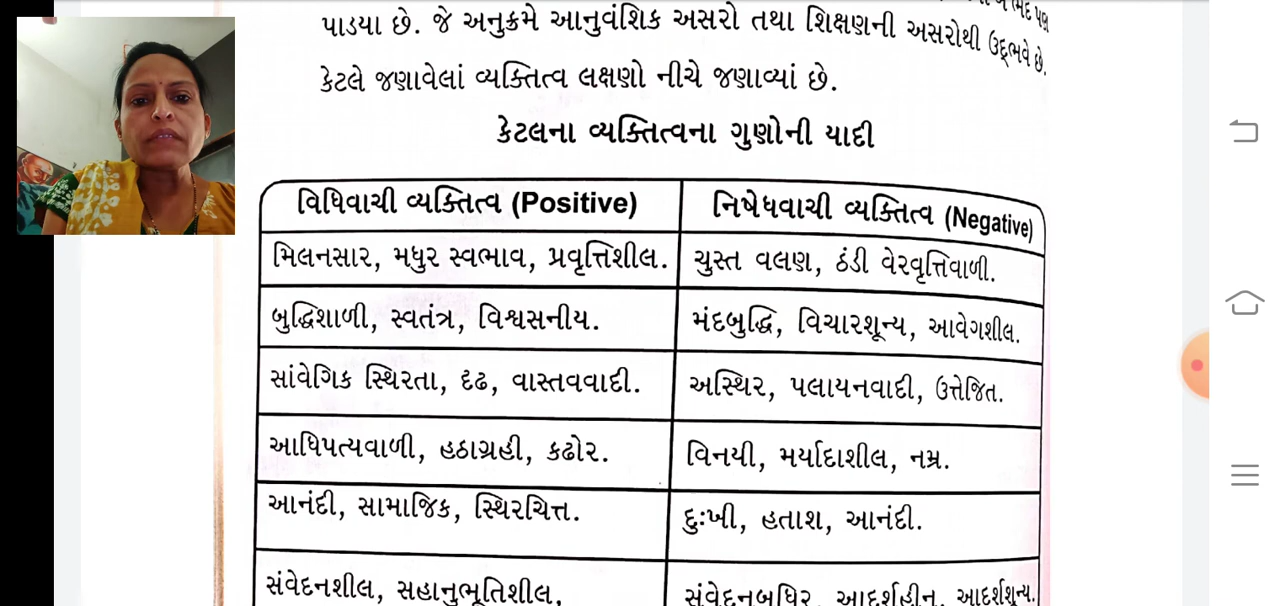 પાડયા છે. જે અનુક્રમે આનુવંશિક અસરો તથા શિક્ષણની અસરોથી ઉદ્દભવે છે.
કેટલે જણાવેલાં વ્યક્તિત્વ લક્ષણો નીચે જણાવ્યાં છે.
કેટલના વ્યક્તિત્વના ગુણોની યાદી
વિધિવાચી વ્યક્તિત્વ (Positive) નિષેધવાચી વ્યક્તિત્વ (Negative)
મિલનસાર, મધુર સ્વભાવ, પ્રવૃત્તિશીલ. ચુસ્ત વલણ, ઠંડી વેરવૃત્તિવાળી.
બુદ્ધિશાળી, સ્વતંત્ર, વિશ્વસનીય. મંદબુદ્ધિ, વિચારશૂન્ય, આવેગશીલ.
સાંવેગિક સ્થિરતા, દૃઢ, વાસ્તવવાદી. અસ્થિર, પલાયનવાદી, ઉત્તેજિત.
આધિપત્યવાળી, હઠાગ્રહી, કઠોર. વિનયી, મર્યાદાશીલ, નમ્ર.
આનંદી, સામાજિક, સ્થિરચિત્ત. દુઃખી, હતાશ, આનંદી.
સંવેદનશીલ, સહાનુભૂતિશીલ, સંવેદનબધિર, આદર્શહીન, આદર્શશૂન્ય.